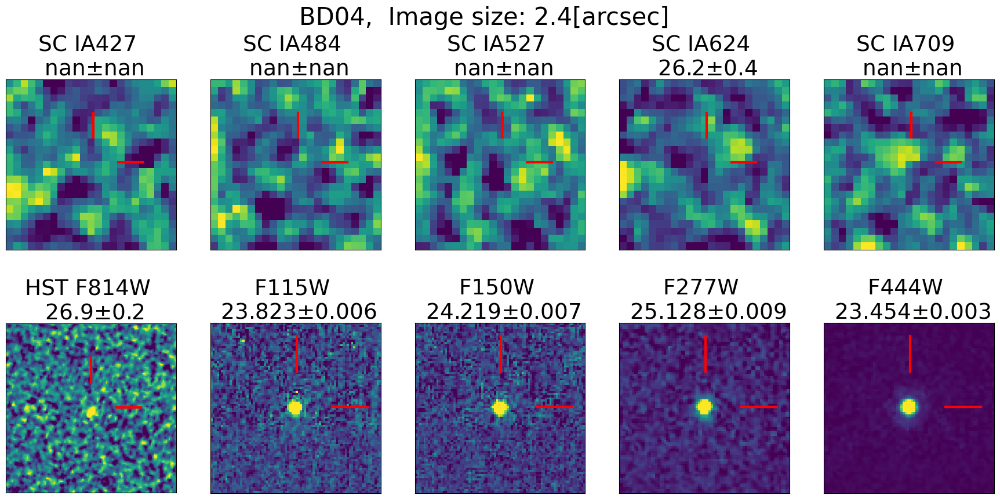 BD04,  Image size: 2.4[arcsec]
SC IA427 SC IA484 SC IA527 SC IA624 SC IA709
nan±nan nan±nan nan±nan 26.2±0.4 nan±nan
HST F814W F115W F150W F277W F444W
26.9±0.2 23.823±0.006 24.219±0.007 25.128±0.009 23.454±0.003